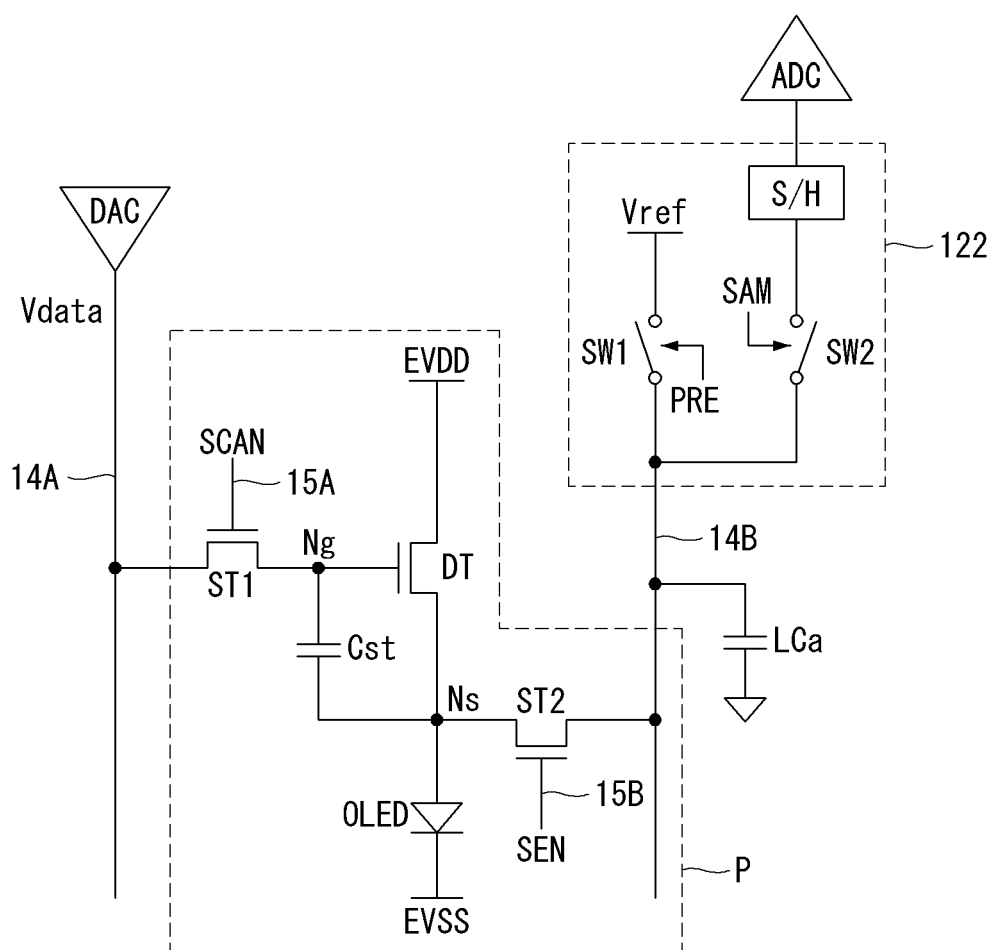 ADC
S/H
DAC
Vref
122
Vdata
SAM
SW1
SW2
EVDD
PRE
SCAN
14A
15A
Ng
14B
ST1
DT
Cst
LCa
Ns
ST2
OLED
15B
SEN
P
EVSS